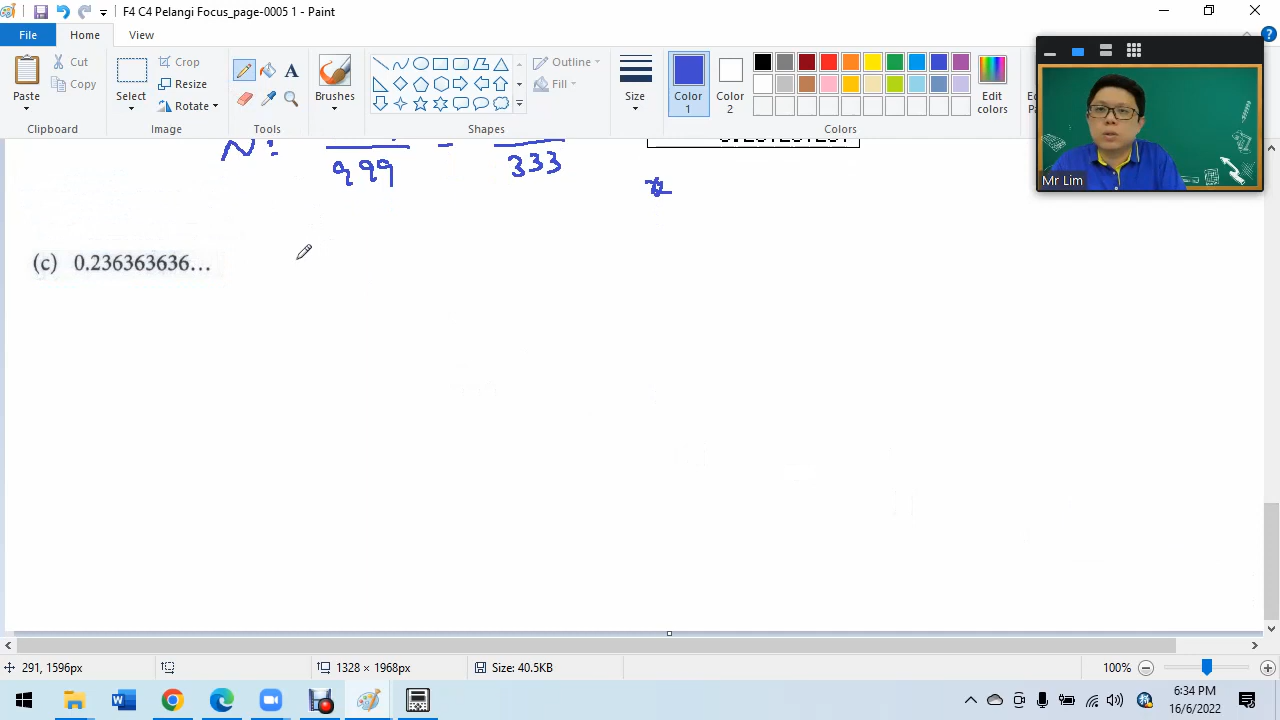 F4 C4 Pelangi Focus_page-0005 1 - Paint
File Home View
Paste
Cut
Copy
Clipboard
Select
Crop
Resize
Rotate
Image
A
Tools
Brushes
Outline
Fill
Shapes
Size
Color 1
Color 2
Edit colors
Colors
Mr Lim
N =
999
333
(c) 0.236363636...
291, 1596px
1328 × 1968px
Size: 40.5KB
100%
6:34 PM
16/6/2022